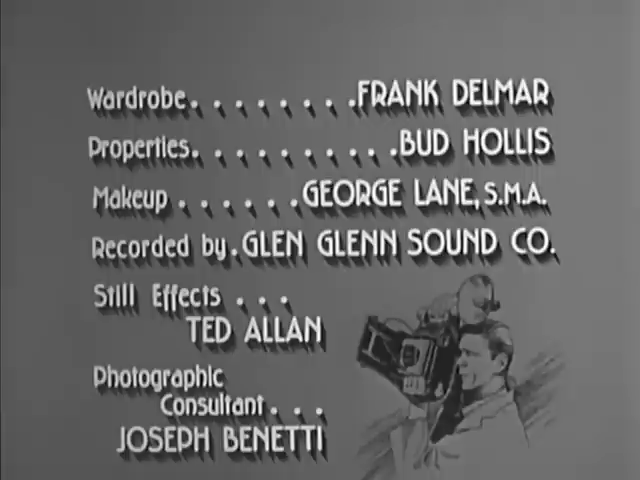 Wardrobe........FRANK DELMAR
Properties..........BUD HOLLIS
Makeup......GEORGE LANE, S.M.A.
Recorded by.GLEN GLENN SOUND CO.
Still Effects...
TED ALLAN
Photographic
Consultant...
JOSEPH BENETTI